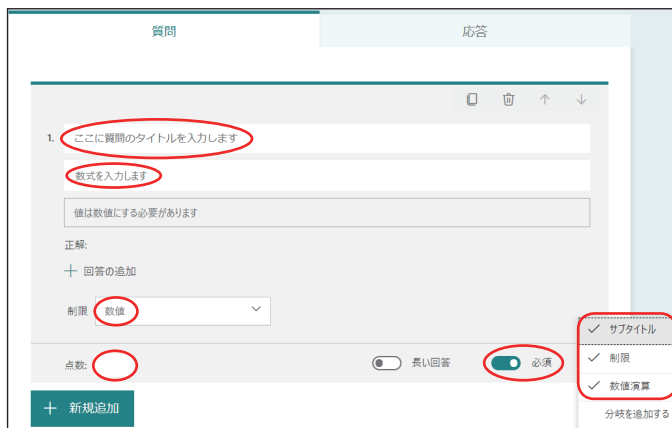 質問 応答
1. ここに質問のタイトルを入力します
数式を入力します
値は数値にする必要があります
正解:
+ 回答の追加
制限 数値
サブタイトル
制限
数値演算
分岐を追加する
点数: 長い回答 必須
+ 新規追加